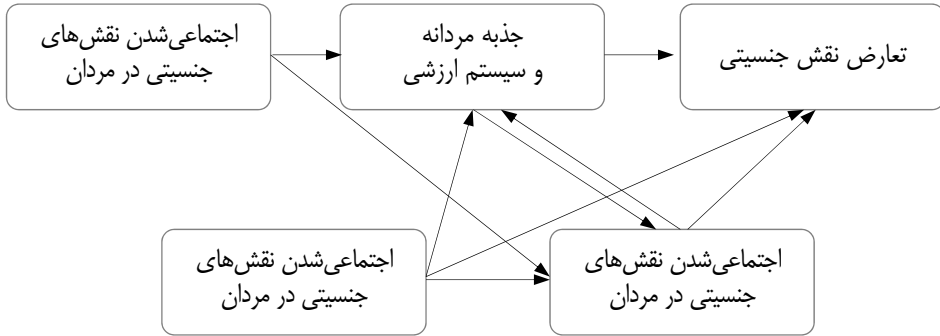 اجتماعی‌شدن نقش‌های
جنسیتی در مردان
جذبه مردانه
و سیستم ارزشی
تعارض نقش جنسیتی
اجتماعی‌شدن نقش‌های
جنسیتی در مردان
اجتماعی‌شدن نقش‌های
جنسیتی در مردان